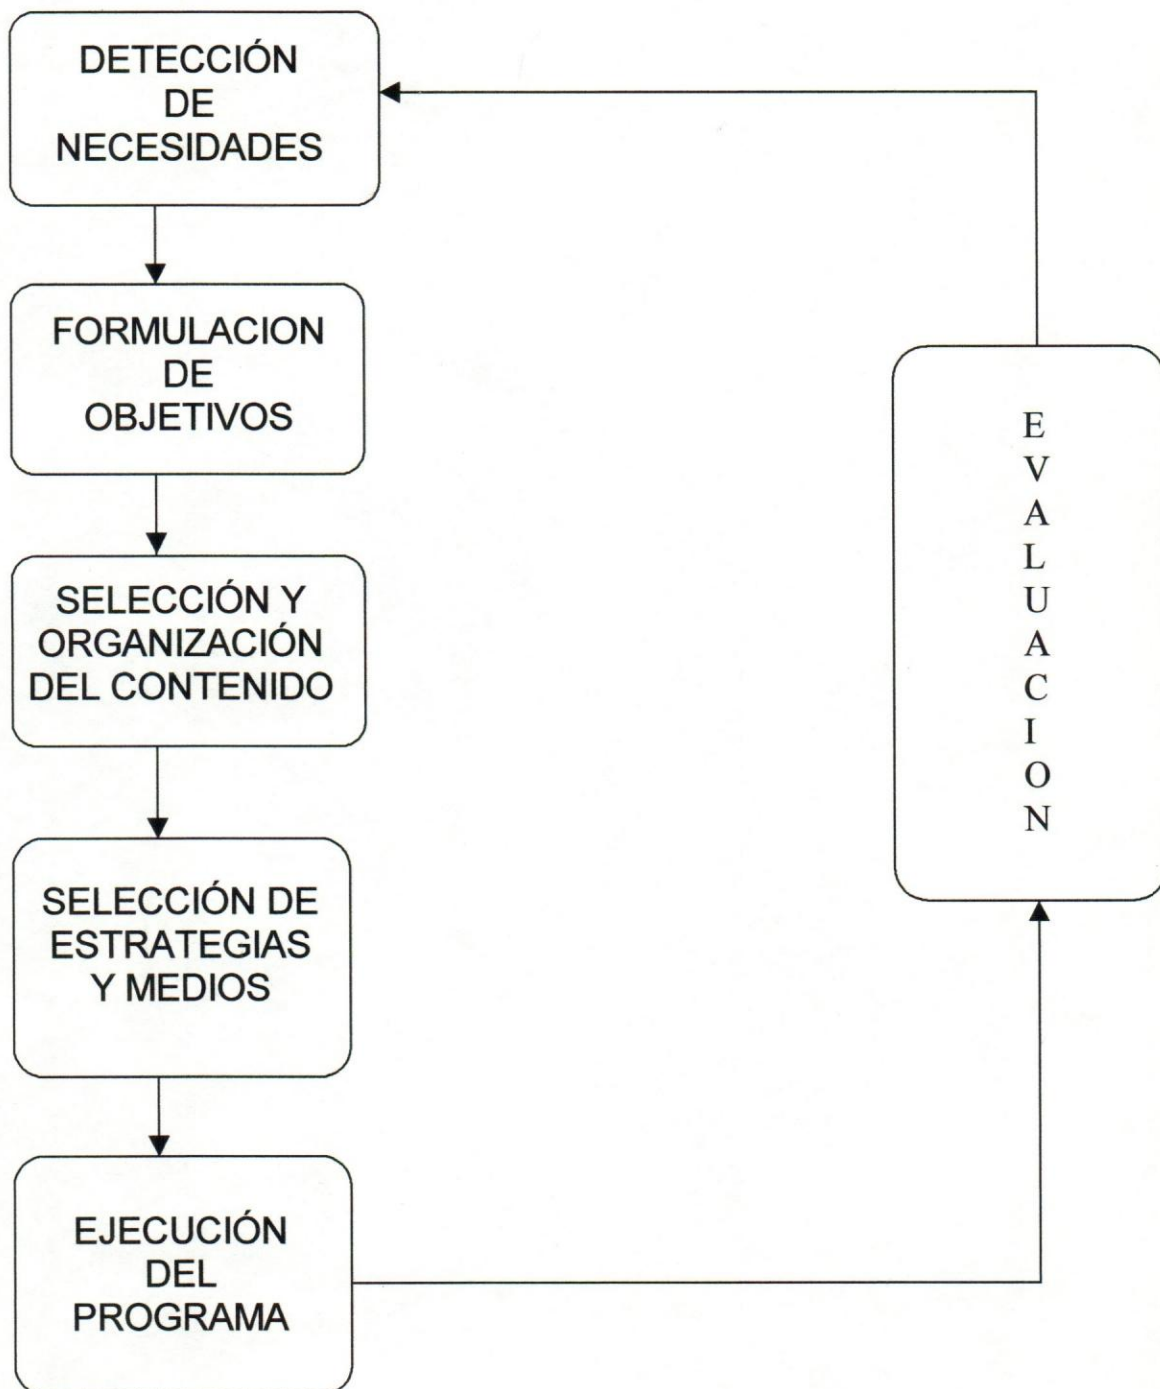 DETECCIÓN
DE
NECESIDADES
FORMULACION
DE
OBJETIVOS
SELECCIÓN Y
ORGANIZACIÓN
DEL CONTENIDO
SELECCIÓN DE
ESTRATEGIAS
Y MEDIOS
EJECUCIÓN
DEL
PROGRAMA
E
V
A
L
U
A
C
I
O
N